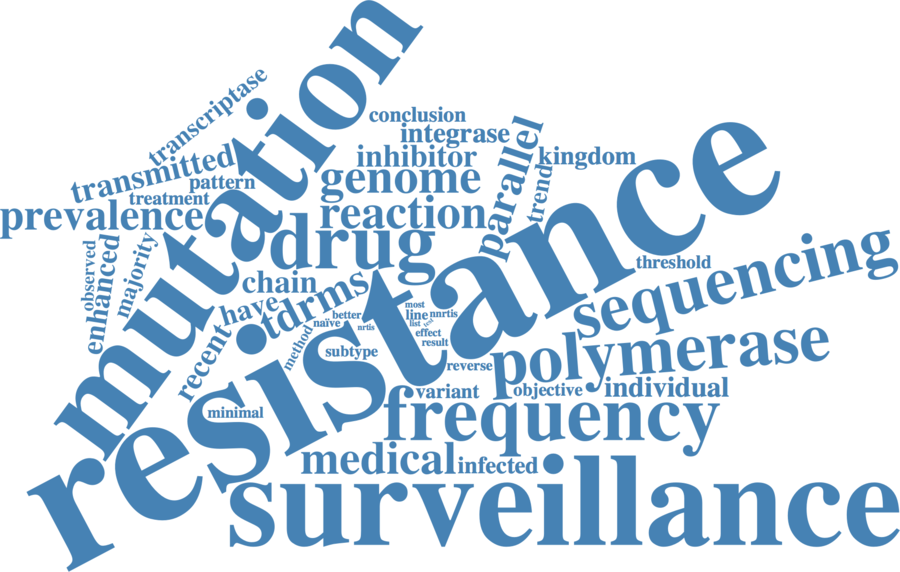 mutation
transcriptase
conclusion
integrase
transmitted
inhibitor
parallel
kingdom
pattern
genome
trend
treatment
prevalence
reaction
resistance
drug
observed
enhanced
majority
threshold
sequencing
chain
have
tdrms
recent
most
better
line
nnrtis
naïve
nrtis
list
test
effect
method
result
subtype
polymerase
reverse
variant
objective
individual
minimal
frequency
medical
infected
surveillance